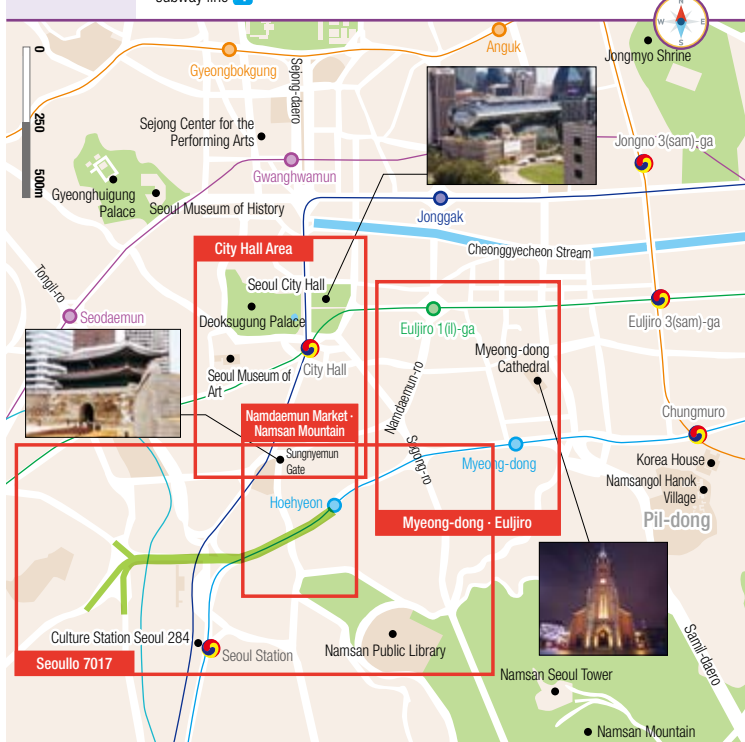 subway line 4
N
W E
S
0
250
500m
Gyeongbokgung
Anguk
Jongmyo Shrine
Sejong-daero
Sejong Center for the
Performing Arts
Jongno 3(sam)-ga
Gwanghwamun
Gyeonghuigung
Palace
Seoul Museum of History
Jonggak
Cheonggyecheon Stream
City Hall Area
Tongil-ro
Seoul City Hall
Deoksugung Palace
Seodaemun
Euljiro 1(il)-ga
Euljiro 3(sam)-ga
City Hall
Seoul Museum of
Art
Myeong-dong
Cathedral
Namdaemun-ro
Namdaemun Market ·
Namsan Mountain
Chungmuro
Sungnyemun
Gate
Sogong-ro
Myeong-dong
Korea House
Namsangol Hanok
Village
Hoehyeon
Pil-dong
Myeong-dong · Euljiro
Culture Station Seoul 284
Seoul Station
Namsan Public Library
Seoullo 7017
Samil-daero
Namsan Seoul Tower
Namsan Mountain